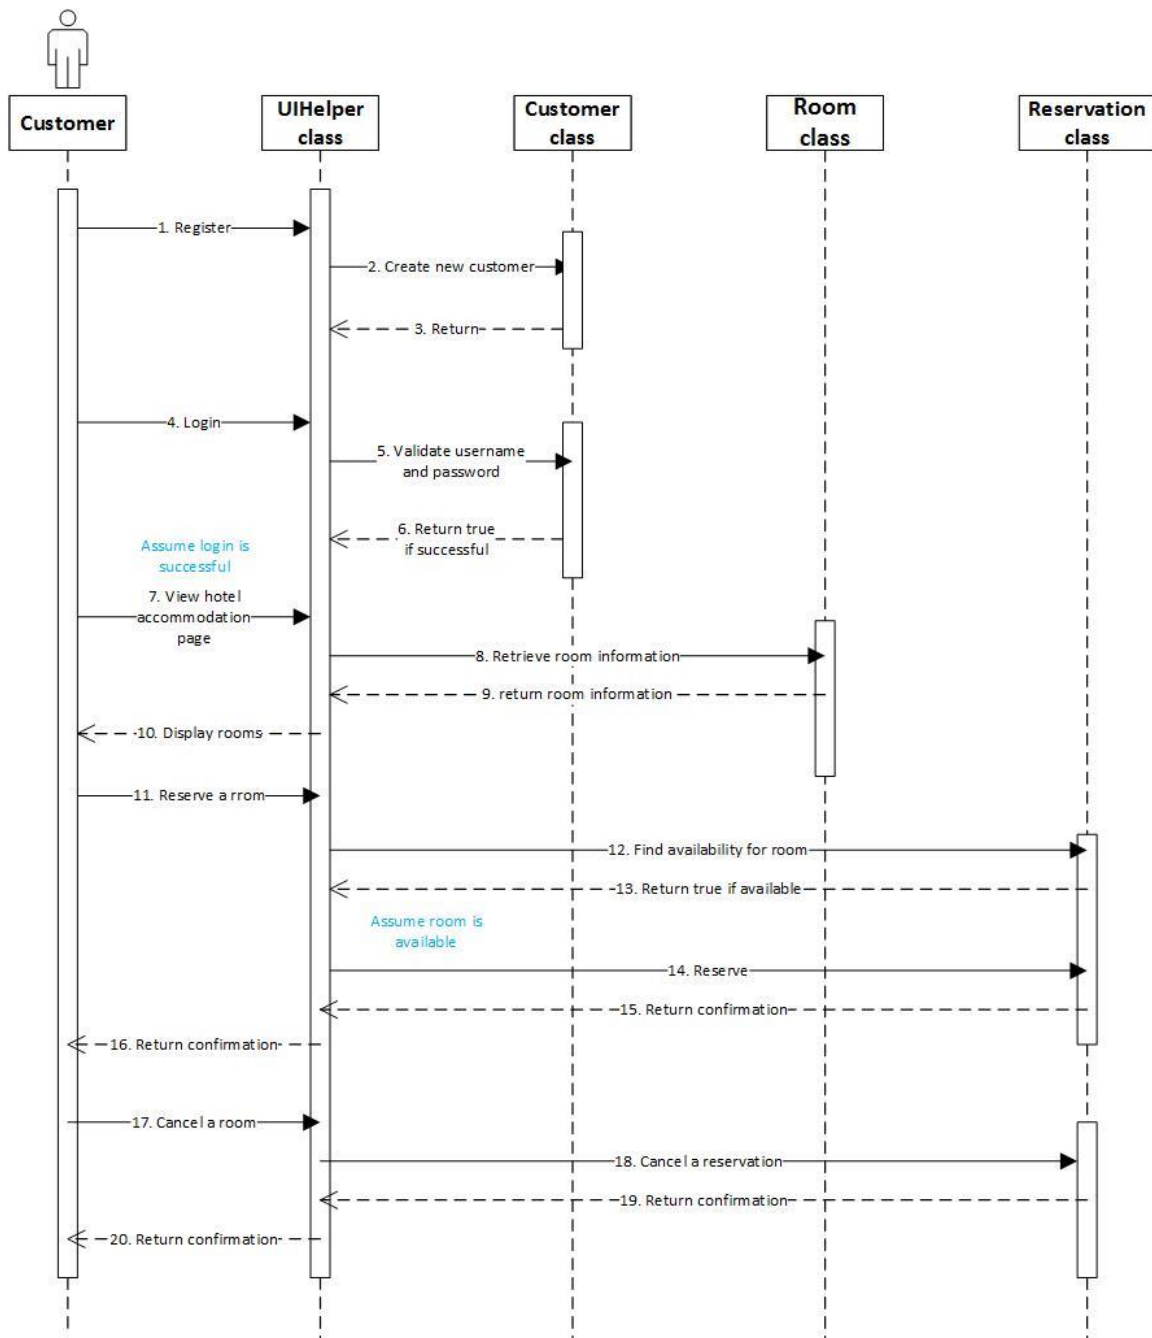 Customer
UIHelper
class
Customer
class
Room
class
Reservation
class
1. Register
2. Create new customer
3. Return
4. Login
5. Validate username
and password
6. Return true
if successful
Assume login is
successful
7. View hotel
accommodation
page
8. Retrieve room information
9. return room information
10. Display rooms
11. Reserve a rrom
12. Find availability for room
13. Return true if available
Assume room is
available
14. Reserve
15. Return confirmation
16. Return confirmation
17. Cancel a room
18. Cancel a reservation
19. Return confirmation
20. Return confirmation